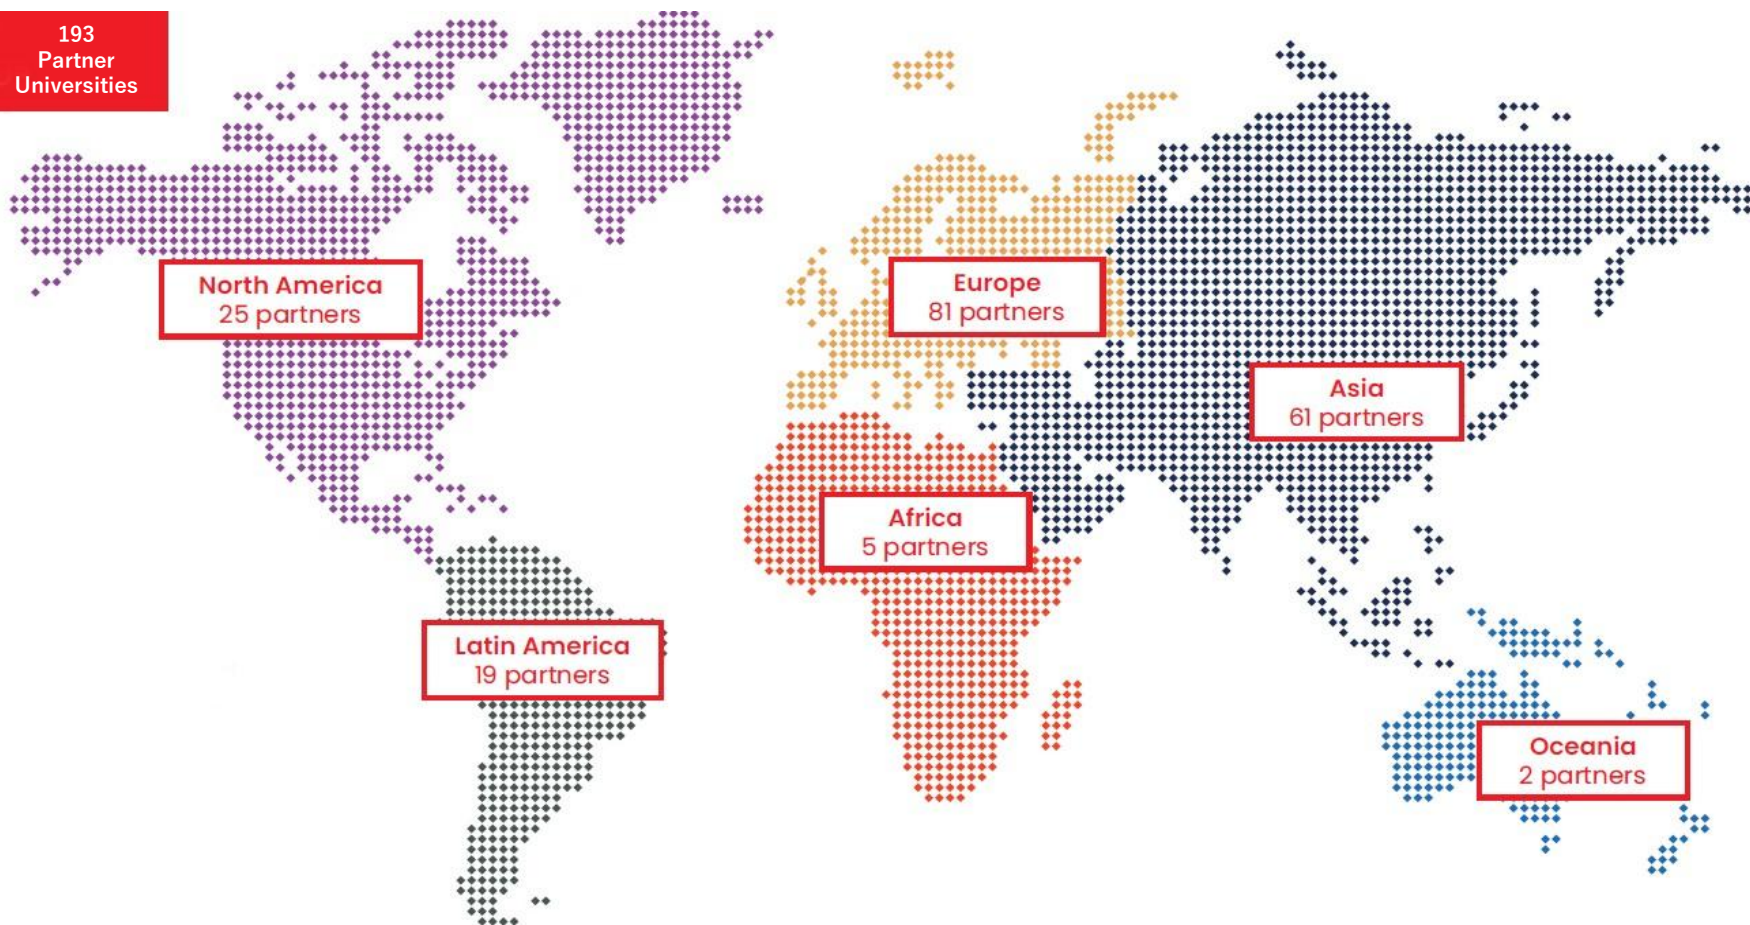 193
Partner
Universities
North America
25 partners
Europe
81 partners
Asia
61 partners
Africa
5 partners
Latin America
19 partners
Oceania
2 partners